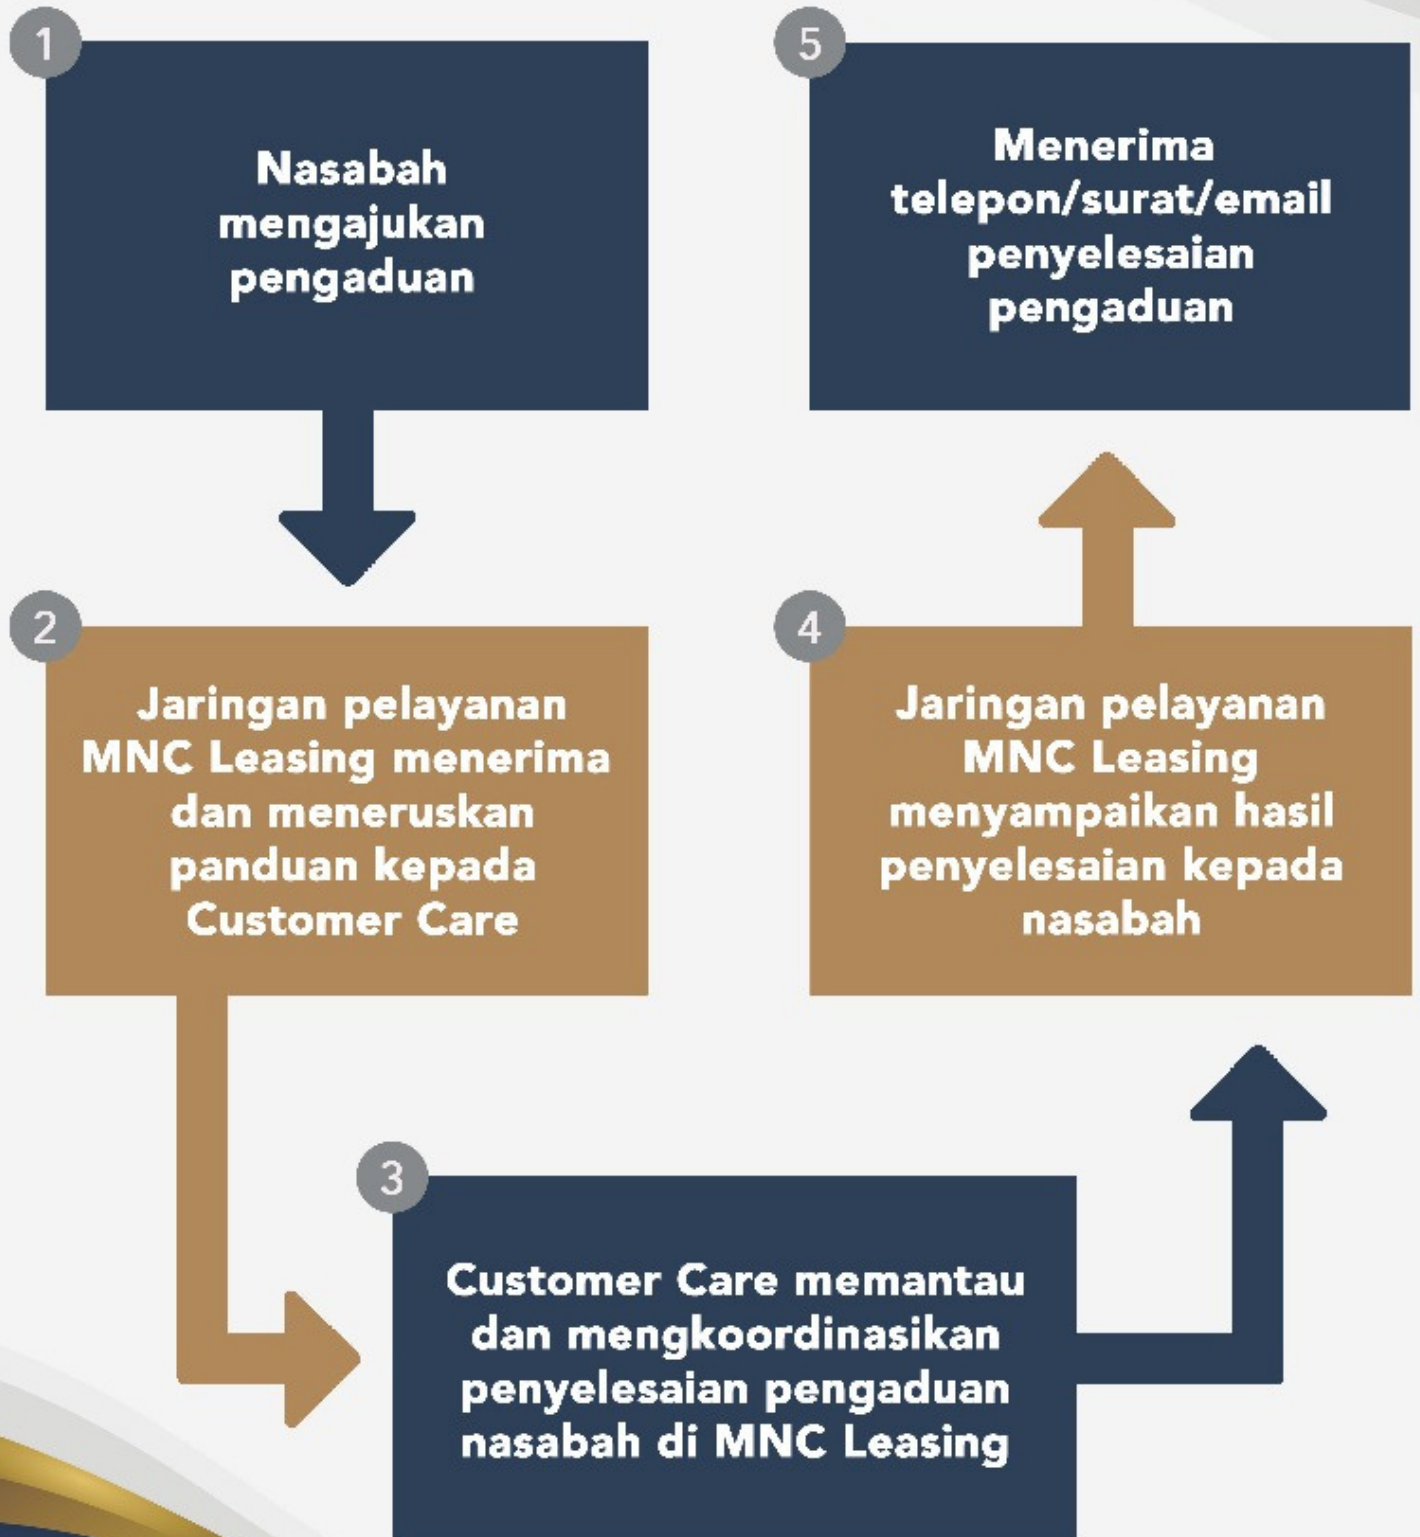 1
Nasabah
mengajukan
pengaduan
2
Jaringan pelayanan
MNC Leasing menerima
dan meneruskan
panduan kepada
Customer Care
3
Customer Care memantau
dan mengkoordinasikan
penyelesaian pengaduan
nasabah di MNC Leasing
4
Jaringan pelayanan
MNC Leasing
menyampaikan hasil
penyelesaian kepada
nasabah
5
Menerima
telepon/surat/email
penyelesaian
pengaduan